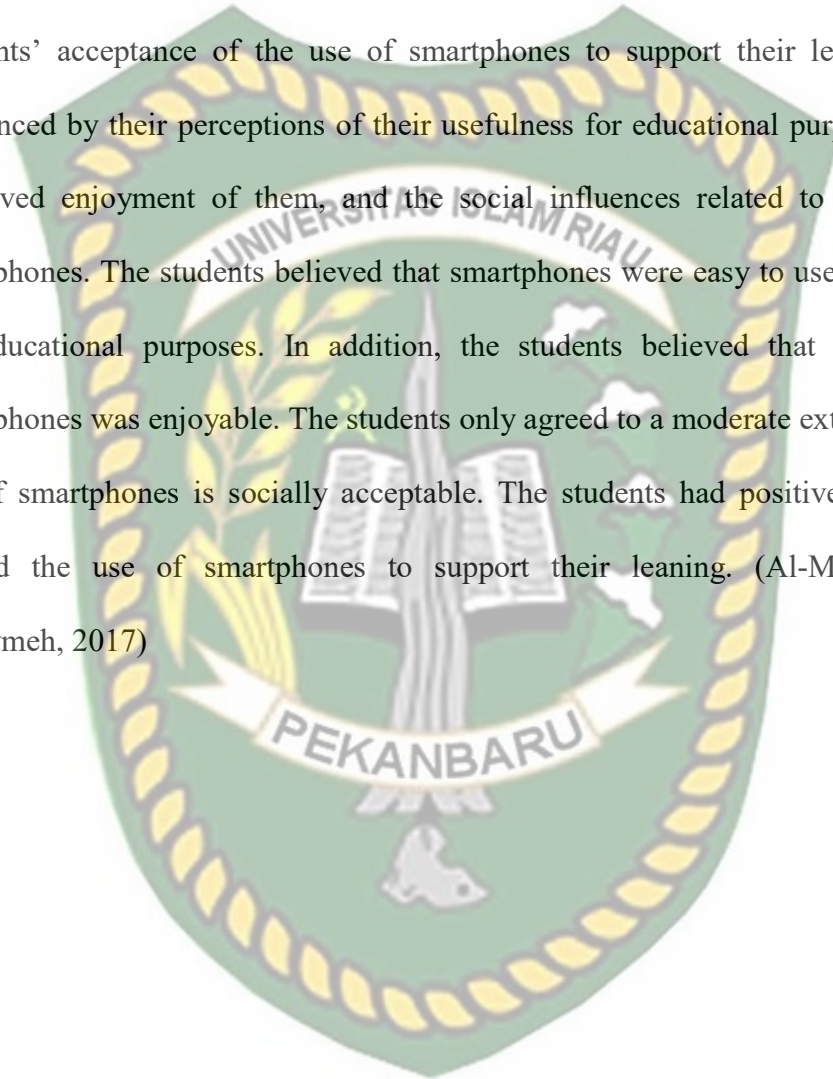 nts’ acceptance of the use of smartphones to support their le
nced by their perceptions of their usefulness for educational pur
ved enjoyment of them, and the social influences related to
UNIVERSITAS ISLAM RIAU
phones. The students believed that smartphones were easy to use
ducational purposes. In addition, the students believed that
phones was enjoyable. The students only agreed to a moderate ext
f smartphones is socially acceptable. The students had positive
d the use of smartphones to support their leaning. (Al-M
meh, 2017)
PEKANBARU